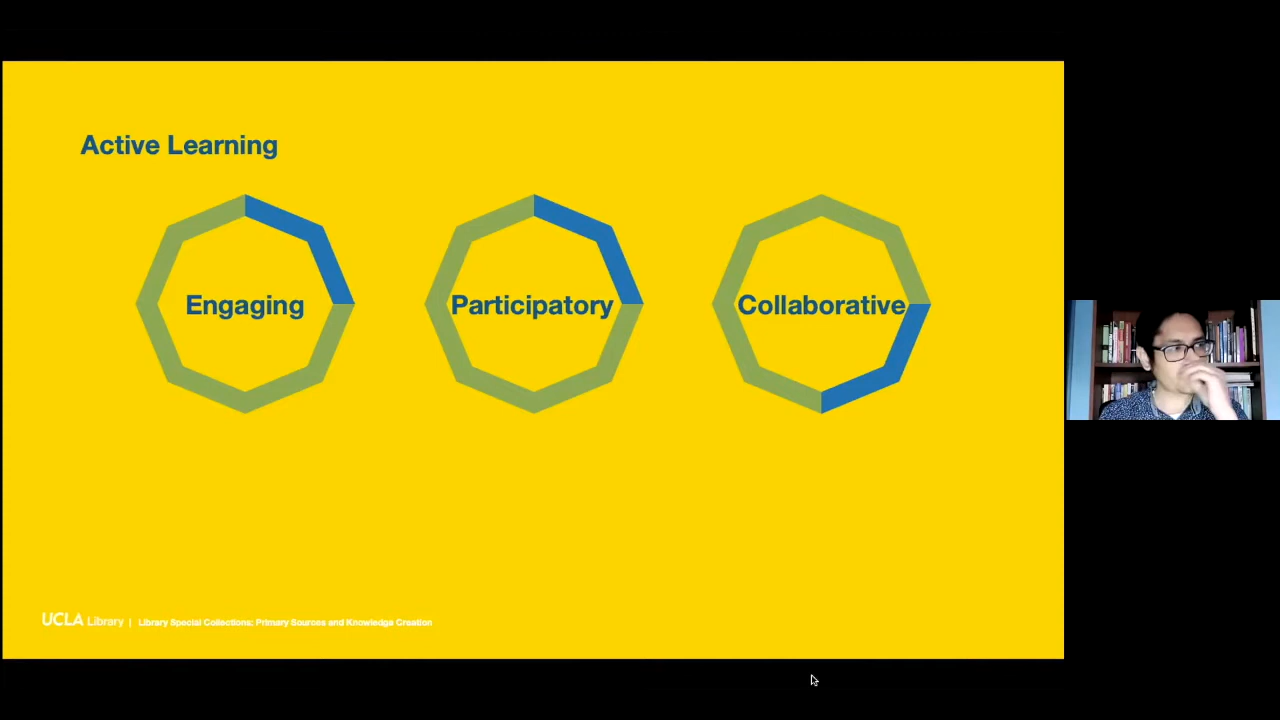 Active Learning
Engaging
Participatory
Collaborative
UCLA Library | Library Special Collections: Primary Sources and Knowledge Creation